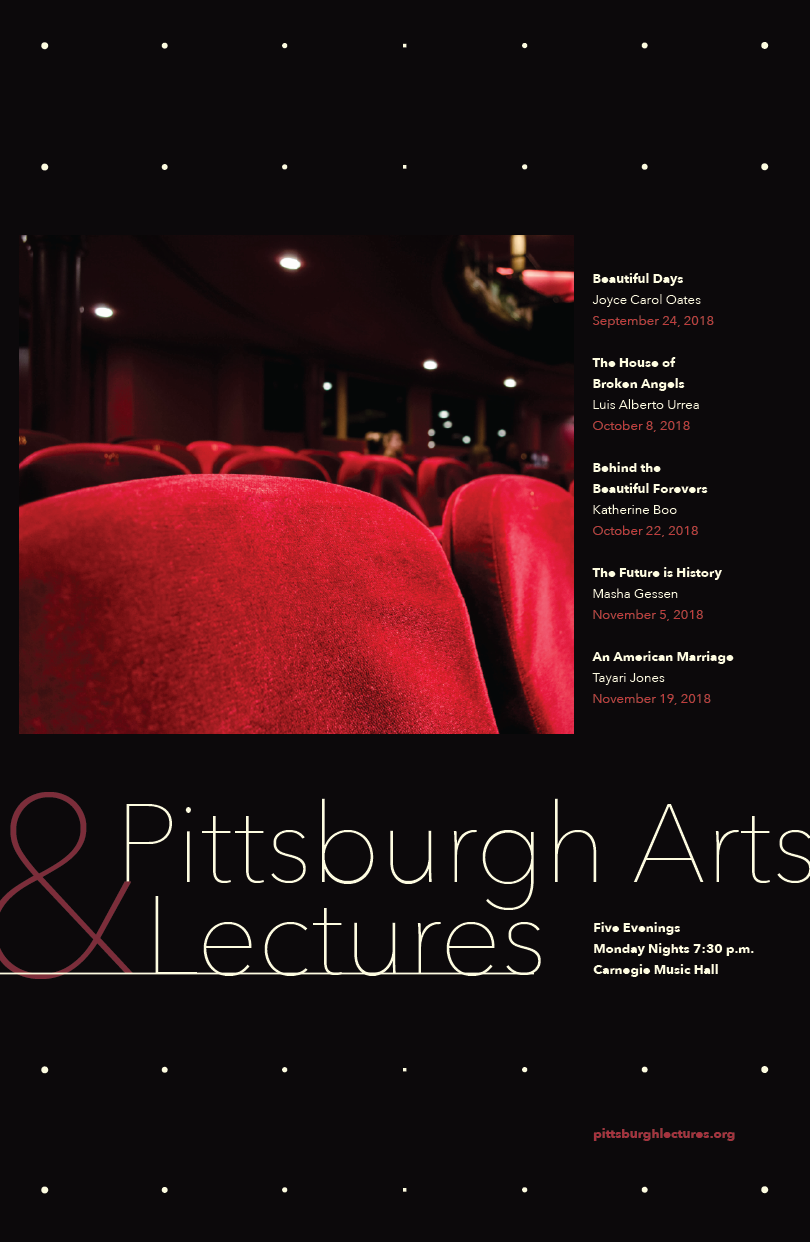 Beautiful Days
Joyce Carol Oates
September 24, 2018
The House of
Broken Angels
Luis Alberto Urrea
October 8, 2018
Behind the
Beautiful Forevers
Katherine Boo
October 22, 2018
The Future is History
Masha Gessen
November 5, 2018
An American Marriage
Tayari Jones
November 19, 2018
Pittsburgh Arts
& Lectures
Five Evenings
Monday Nights 7:30 p.m.
Carnegie Music Hall
pittsburghlectures.org